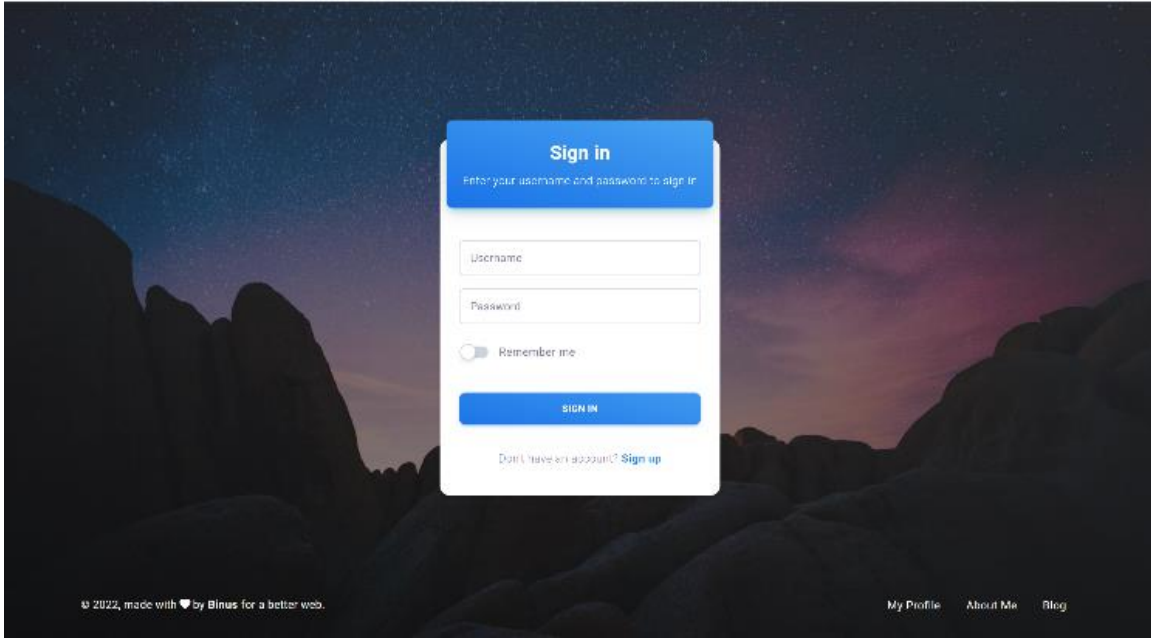 Sign in
Enter your username and password to sign in
Username
Password
Remember me
SIGN IN
Don't have an account? Sign up
© 2022, made with ♥ by Binus for a better web.
My Profile About Me Blog